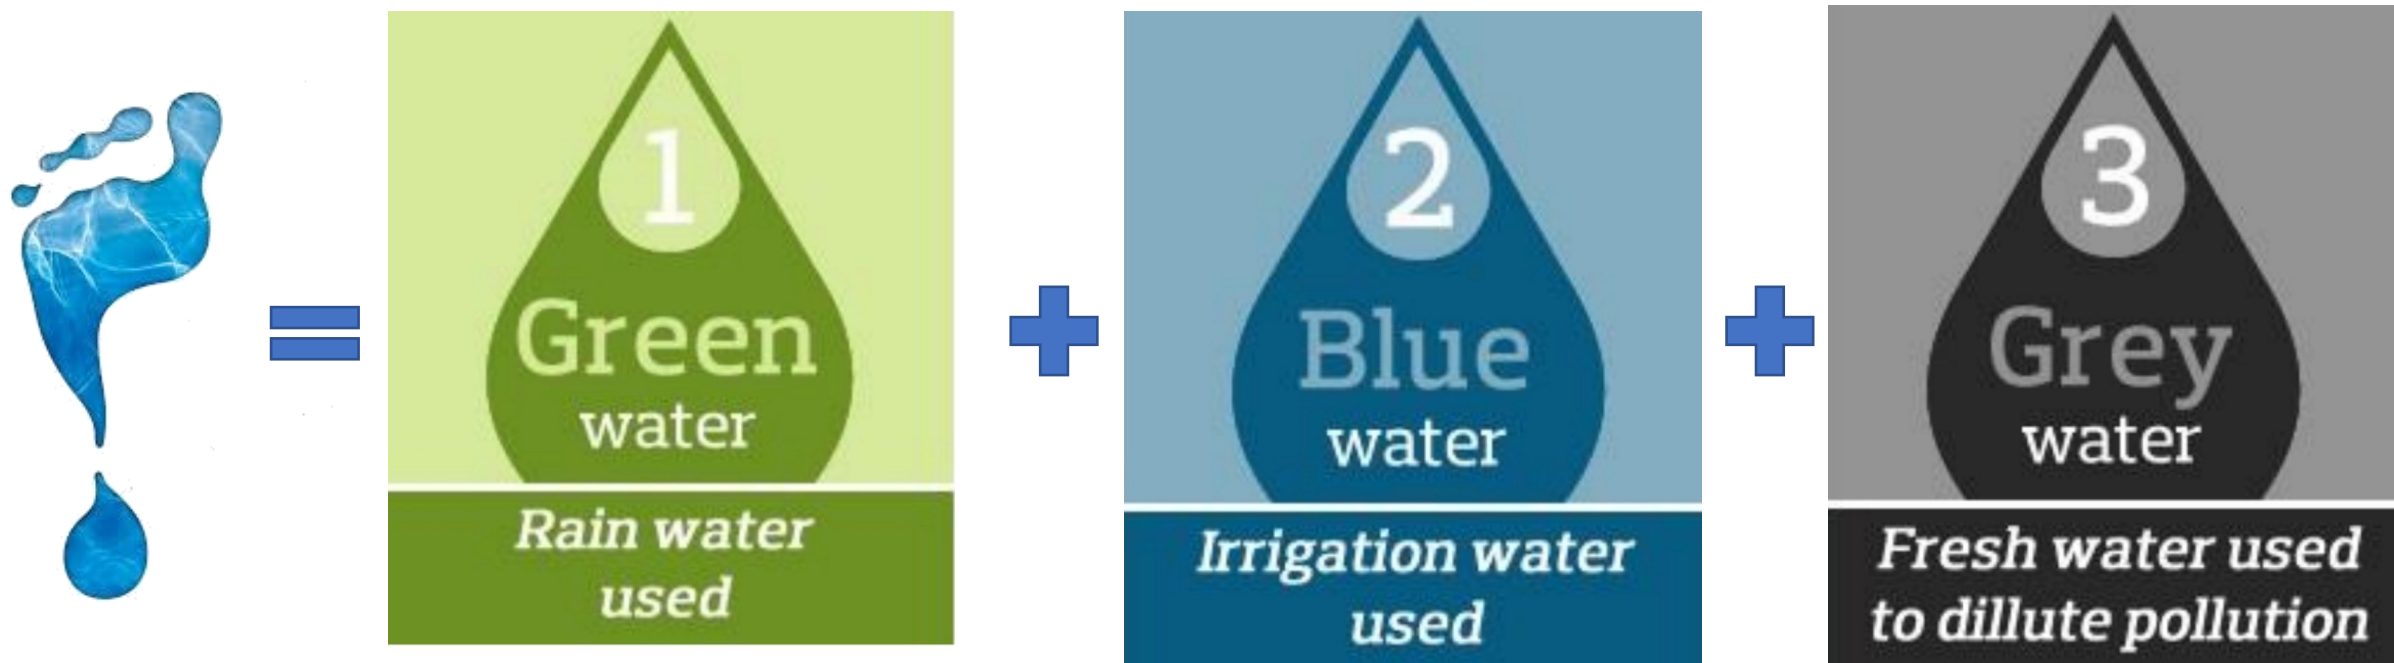 1
Green
water
Rain water
used
2
Blue
water
Irrigation water
used
3
Grey
water
Fresh water used
to dillute pollution